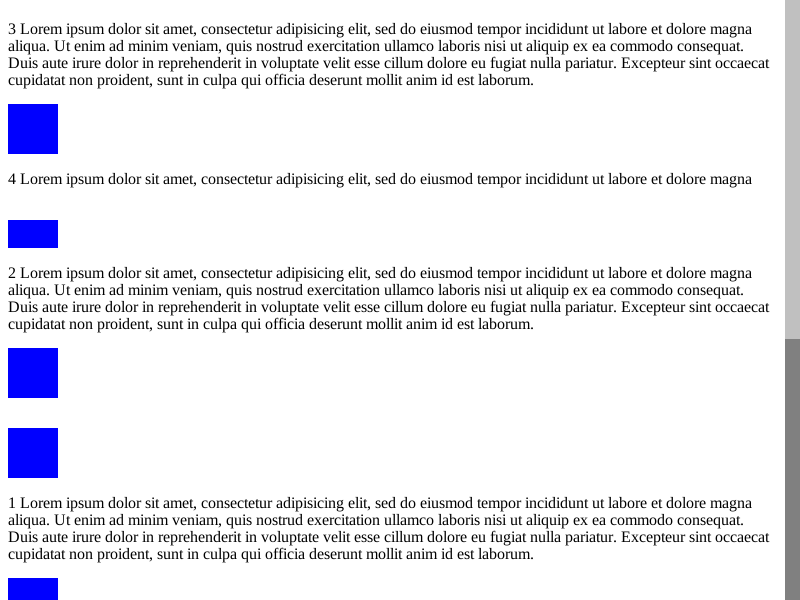 3 Lorem ipsum dolor sit amet, consectetur adipisicing elit, sed do eiusmod tempor incididunt ut labore et dolore magna
aliqua. Ut enim ad minim veniam, quis nostrud exercitation ullamco laboris nisi ut aliquip ex ea commodo consequat.
Duis aute irure dolor in reprehenderit in voluptate velit esse cillum dolore eu fugiat nulla pariatur. Excepteur sint occaecat
cupidatat non proident, sunt in culpa qui officia deserunt mollit anim id est laborum.
4 Lorem ipsum dolor sit amet, consectetur adipisicing elit, sed do eiusmod tempor incididunt ut labore et dolore magna
2 Lorem ipsum dolor sit amet, consectetur adipisicing elit, sed do eiusmod tempor incididunt ut labore et dolore magna
aliqua. Ut enim ad minim veniam, quis nostrud exercitation ullamco laboris nisi ut aliquip ex ea commodo consequat.
Duis aute irure dolor in reprehenderit in voluptate velit esse cillum dolore eu fugiat nulla pariatur. Excepteur sint occaecat
cupidatat non proident, sunt in culpa qui officia deserunt mollit anim id est laborum.
1 Lorem ipsum dolor sit amet, consectetur adipisicing elit, sed do eiusmod tempor incididunt ut labore et dolore magna
aliqua. Ut enim ad minim veniam, quis nostrud exercitation ullamco laboris nisi ut aliquip ex ea commodo consequat.
Duis aute irure dolor in reprehenderit in voluptate velit esse cillum dolore eu fugiat nulla pariatur. Excepteur sint occaecat
cupidatat non proident, sunt in culpa qui officia deserunt mollit anim id est laborum.